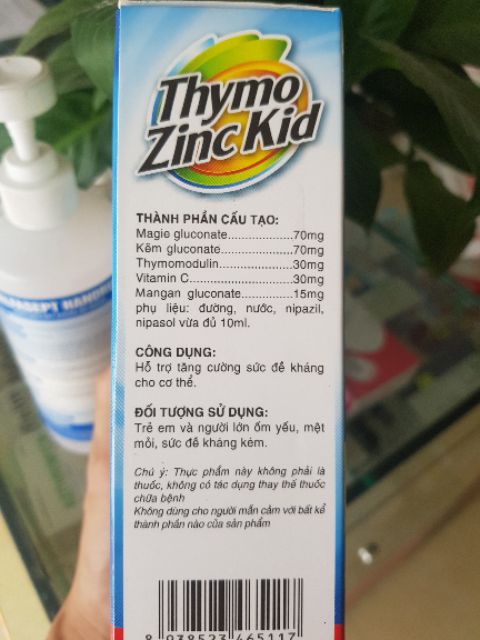 Thymo
Zinc Kid
THÀNH PHẦN CẤU TẠO:
Magie gluconate....................70mg
Kẽm gluconate......................70mg
Thymomodulin.......................30mg
Vitamin C................................30mg
Mangan gluconate................15mg
phụ liệu: đường, nước, nipazil,
nipasol vừa đủ 10ml.
CÔNG DỤNG:
Hỗ trợ tăng cường sức đề kháng
cho cơ thể.
ĐỐI TƯỢNG SỬ DỤNG:
Trẻ em và người lớn ốm yếu, mệt
mỏi, sức đề kháng kém.
Chú ý: Thực phẩm này không phải là
thuốc, không có tác dụng thay thế thuốc
chữa bệnh
Không dùng cho người mẫn cảm với bất kể
thành phần nào của sản phẩm
8 938523 465117